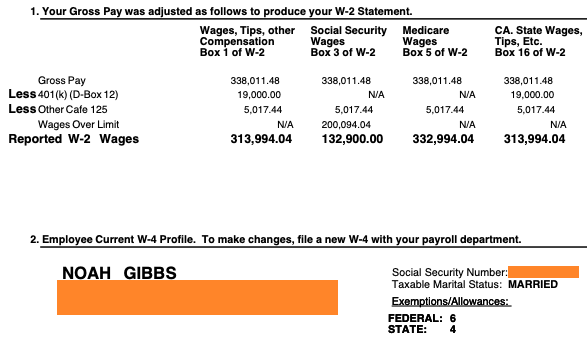 1. Your Gross Pay was adjusted as follows to produce your W-2 Statement.
Wages, Tips, other Compensation Box 1 of W-2 Social Security Wages Box 3 of W-2 Medicare Wages Box 5 of W-2 CA. State Wages, Tips, Etc. Box 16 of W-2
Gross Pay 338,011.48 338,011.48 338,011.48 338,011.48
Less 401(k) (D-Box 12) 19,000.00 N/A N/A 19,000.00
Less Other Cafe 125 5,017.44 5,017.44 5,017.44 5,017.44
Wages Over Limit N/A 200,094.04 N/A N/A
Reported W-2 Wages 313,994.04 132,900.00 332,994.04 313,994.04
2. Employee Current W-4 Profile. To make changes, file a new W-4 with your payroll department.
NOAH GIBBS
Social Security Number:
Taxable Marital Status: MARRIED
Exemptions/Allowances:
FEDERAL: 6
STATE: 4